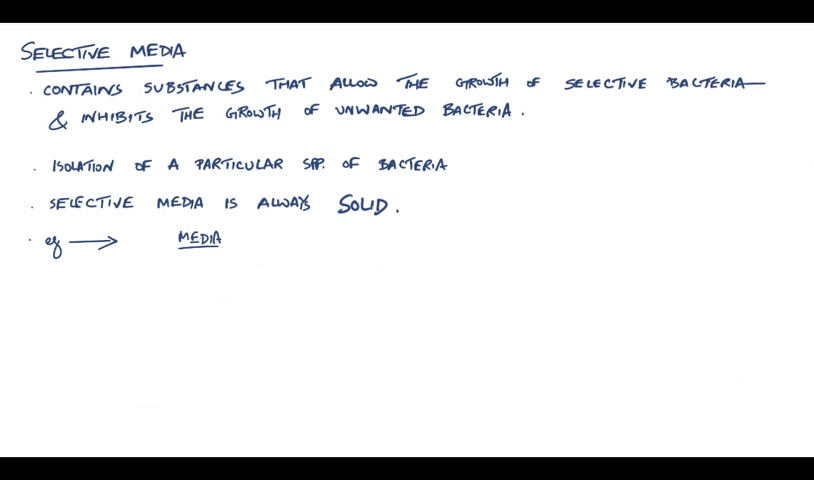 SELECTIVE MEDIA
. CONTAINS SUBSTANCES THAT ALLOW THE GROWTH OF SELECTIVE BACTERIA
& INHIBITS THE GROWTH OF UNWANTED BACTERIA.
. ISOLATION OF A PARTICULAR SPP. OF BACTERIA
. SELECTIVE MEDIA IS ALWAYS SOLID.
. eg → MEDIA